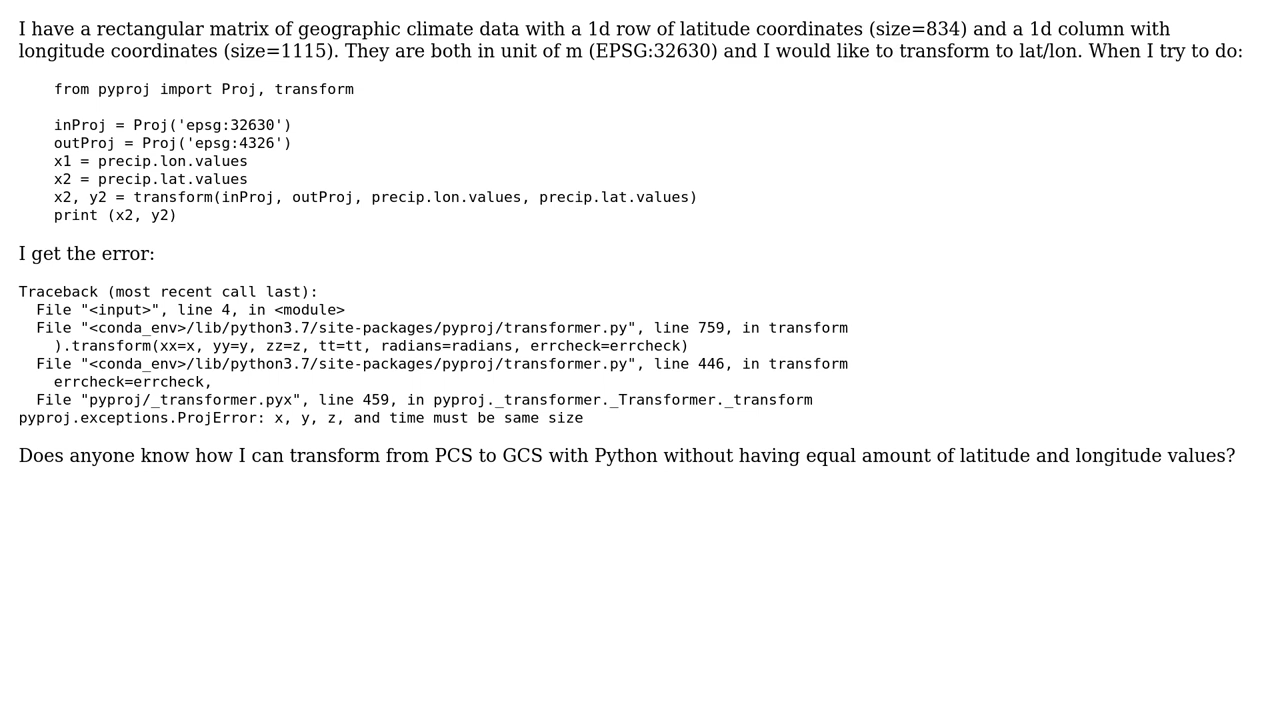 I have a rectangular matrix of geographic climate data with a 1d row of latitude coordinates (size=834) and a 1d column with
longitude coordinates (size=1115). They are both in unit of m (EPSG:32630) and I would like to transform to lat/lon. When I try to do:
from pyproj import Proj, transform
inProj = Proj('epsg:32630')
outProj = Proj('epsg:4326')
x1 = precip.lon.values
x2 = precip.lat.values
x2, y2 = transform(inProj, outProj, precip.lon.values, precip.lat.values)
print (x2, y2)
I get the error:
Traceback (most recent call last):
File "<input>", line 4, in <module>
File "<conda_env>/lib/python3.7/site-packages/pyproj/transformer.py", line 759, in transform
).transform(xx=x, yy=y, zz=z, tt=tt, radians=radians, errcheck=errcheck)
File "<conda_env>/lib/python3.7/site-packages/pyproj/transformer.py", line 446, in transform
errcheck=errcheck,
File "pyproj/_transformer.pyx", line 459, in pyproj._transformer._Transformer._transform
pyproj.exceptions.ProjError: x, y, z, and time must be same size
Does anyone know how I can transform from PCS to GCS with Python without having equal amount of latitude and longitude values?